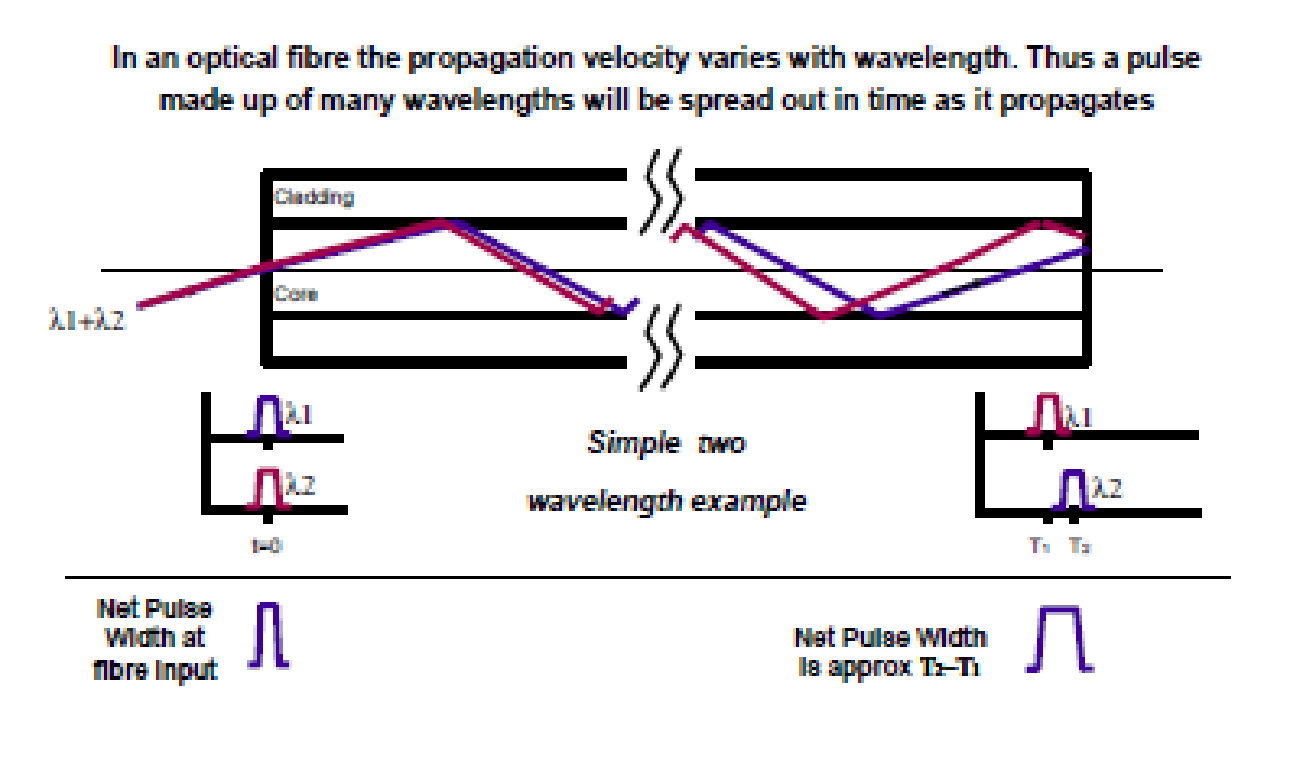 In an optical fibre the propagation velocity varies with wavelength. Thus a pulse
made up of many wavelengths will be spread out in time as it propagates
Cladding
Core
λ1+λ2
λ1
λ2
t=0
Simple two
wavelength example
λ1
λ2
T₁ T₂
Net Pulse
Width at
fibre Input
Net Pulse Width
Is approx T₂–T₁